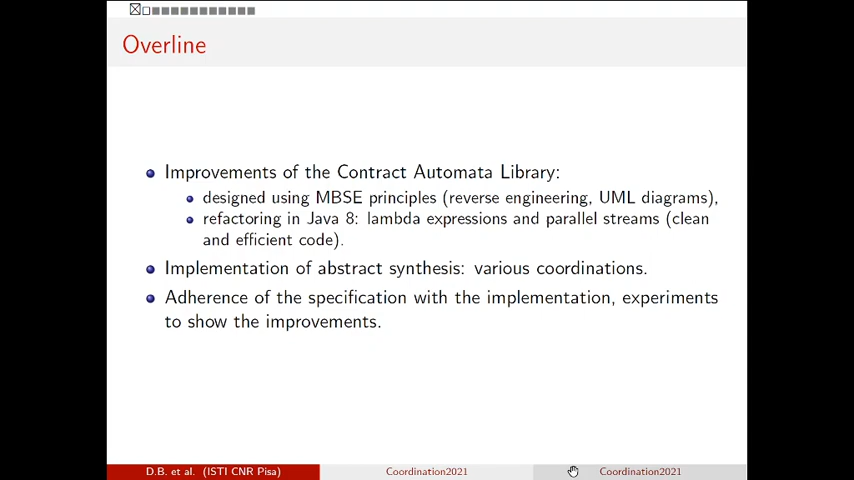 Overline
Improvements of the Contract Automata Library:
designed using MBSE principles (reverse engineering, UML diagrams),
refactoring in Java 8: lambda expressions and parallel streams (clean
and efficient code).
Implementation of abstract synthesis: various coordinations.
Adherence of the specification with the implementation, experiments
to show the improvements.
D.B. et al. (ISTI CNR Pisa) Coordination2021 Coordination2021